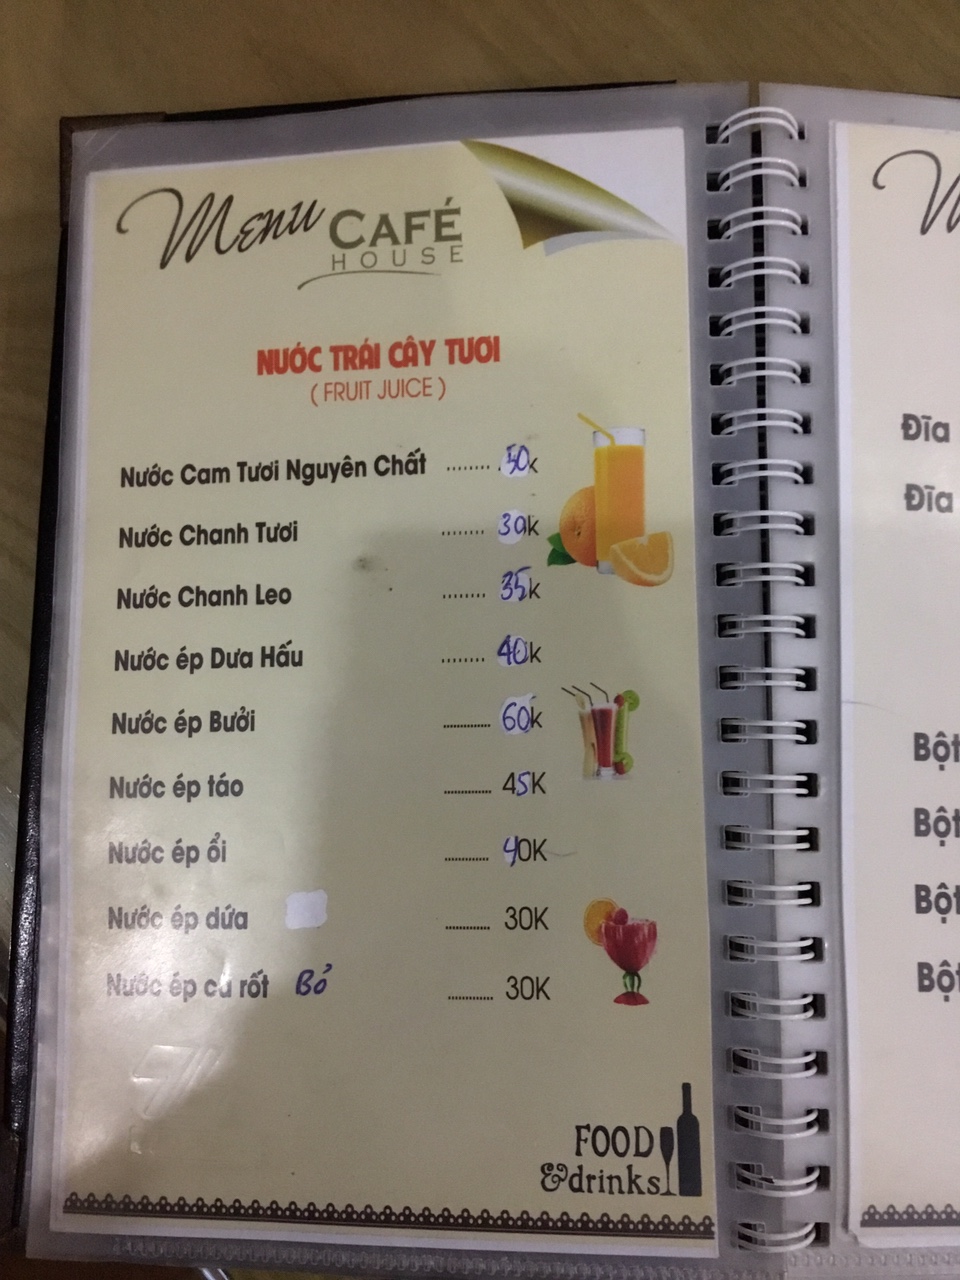 Menu CAFÉ
HOUSE
NƯỚC TRÁI CÂY TƯƠI
( FRUIT JUICE )
Nước Cam Tươi Nguyên Chất ........ 50k
Nước Chanh Tươi ........ 30k
Nước Chanh Leo ........ 35k
Nước ép Dưa Hấu ........ 40k
Nước ép Bưởi ............. 60k
Nước ép táo ............. 45K
Nước ép ổi ............. 40K
Nước ép dứa ............. 30K
Nước ép cà rốt Bỏ ............. 30K
FOOD
&drinks
Đĩa
Đĩa
Bột
Bột
Bột
Bột